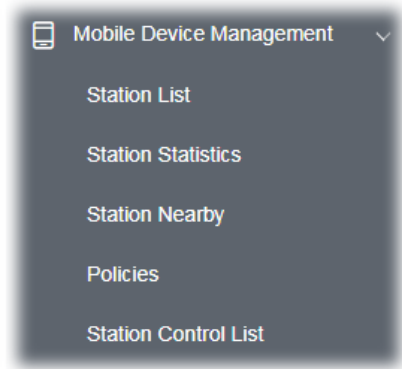 Mobile Device Management
Station List
Station Statistics
Station Nearby
Policies
Station Control List